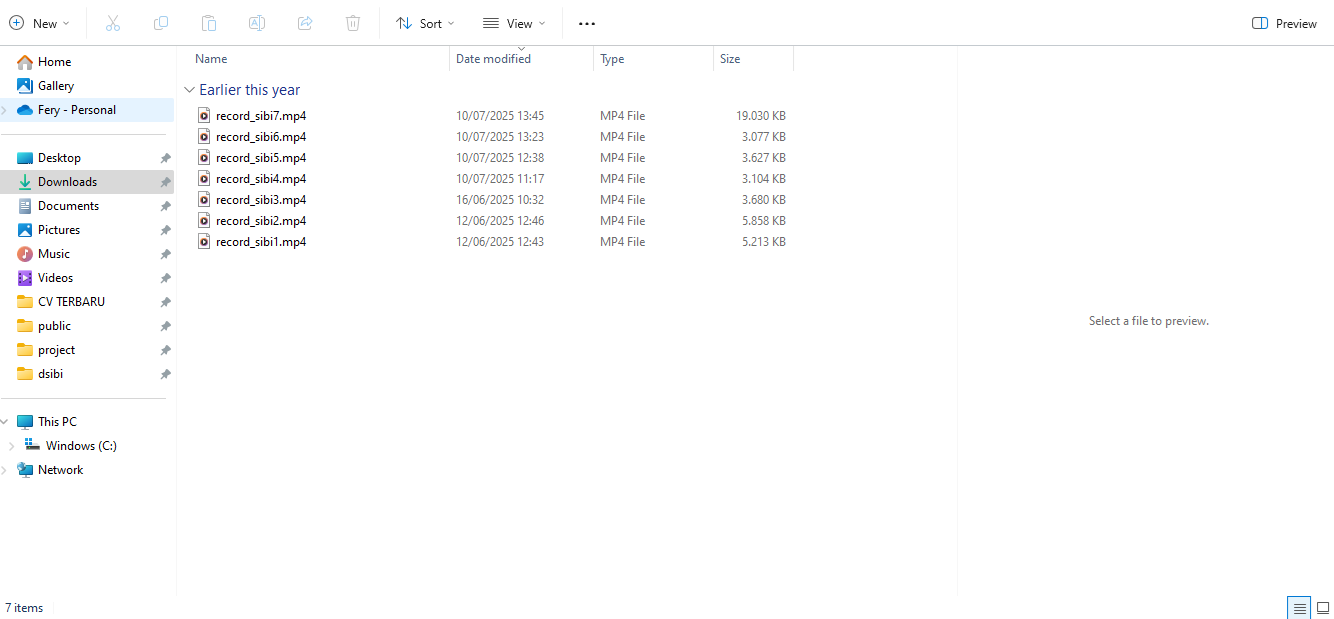 New Sort View ... Preview
Home
Gallery
Fery - Personal
Desktop
Downloads
Documents
Pictures
Music
Videos
CV TERBARU
public
project
dsibi
This PC
Windows (C:)
Network
Name Date modified Type Size
Earlier this year
record_sibi7.mp4 10/07/2025 13:45 MP4 File 19.030 KB
record_sibi6.mp4 10/07/2025 13:23 MP4 File 3.077 KB
record_sibi5.mp4 10/07/2025 12:38 MP4 File 3.627 KB
record_sibi4.mp4 10/07/2025 11:17 MP4 File 3.104 KB
record_sibi3.mp4 16/06/2025 10:32 MP4 File 3.680 KB
record_sibi2.mp4 12/06/2025 12:46 MP4 File 5.858 KB
record_sibi1.mp4 12/06/2025 12:43 MP4 File 5.213 KB
Select a file to preview.
7 items